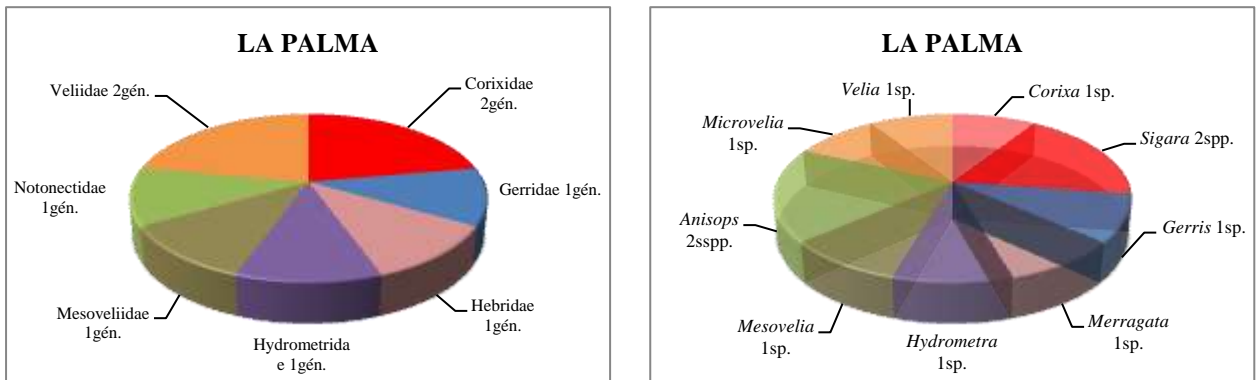 LA PALMA
Veliidae 2gén.
Corixidae
2gén.
Notonectidae
1gén.
Gerridae 1gén.
Mesoveliidae
1gén.
Hebridae
1gén.
Hydrometrida
e 1gén.
LA PALMA
Velia 1sp.
Corixa 1sp.
Microvelia
1sp.
Sigara 2spp.
Anisops
2sspp.
Gerris 1sp.
Mesovelia
1sp.
Merragata
1sp.
Hydrometra
1sp.